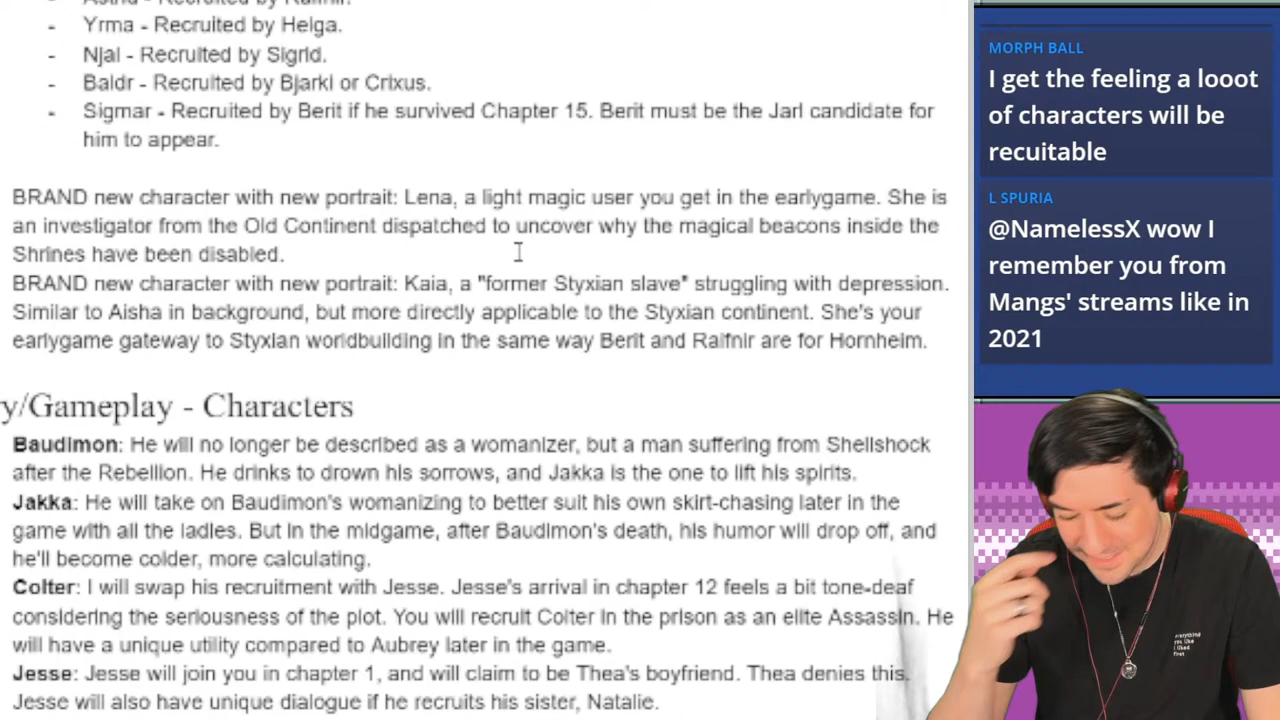 - Yrma - Recruited by Helga.
- Njal - Recruited by Sigrid.
- Baldr - Recruited by Bjarki or Crixus.
- Sigmar - Recruited by Berit if he survived Chapter 15. Berit must be the Jarl candidate for
him to appear.
BRAND new character with new portrait: Lena, a light magic user you get in the earlygame. She is
an investigator from the Old Continent dispatched to uncover why the magical beacons inside the
Shrines have been disabled.
BRAND new character with new portrait: Kaia, a "former Styxian slave" struggling with depression.
Similar to Aisha in background, but more directly applicable to the Styxian continent. She's your
earlygame gateway to Styxian worldbuilding in the same way Berit and Ralfnir are for Hornheim.
y/Gameplay - Characters
Baudimon: He will no longer be described as a womanizer, but a man suffering from Shellshock
after the Rebellion. He drinks to drown his sorrows, and Jakka is the one to lift his spirits.
Jakka: He will take on Baudimon's womanizing to better suit his own skirt-chasing later in the
game with all the ladies. But in the midgame, after Baudimon's death, his humor will drop off, and
he'll become colder, more calculating.
Colter: I will swap his recruitment with Jesse. Jesse's arrival in chapter 12 feels a bit tone-deaf
considering the seriousness of the plot. You will recruit Colter in the prison as an elite Assassin. He
will have a unique utility compared to Aubrey later in the game.
Jesse: Jesse will join you in chapter 1, and will claim to be Thea's boyfriend. Thea denies this.
Jesse will also have unique dialogue if he recruits his sister, Natalie.
MORPH BALL
I get the feeling a looot
of characters will be
recuitable
L SPURIA
@NamelessX wow I
remember you from
Mangs' streams like in
2021
everything
you like
I liked
first